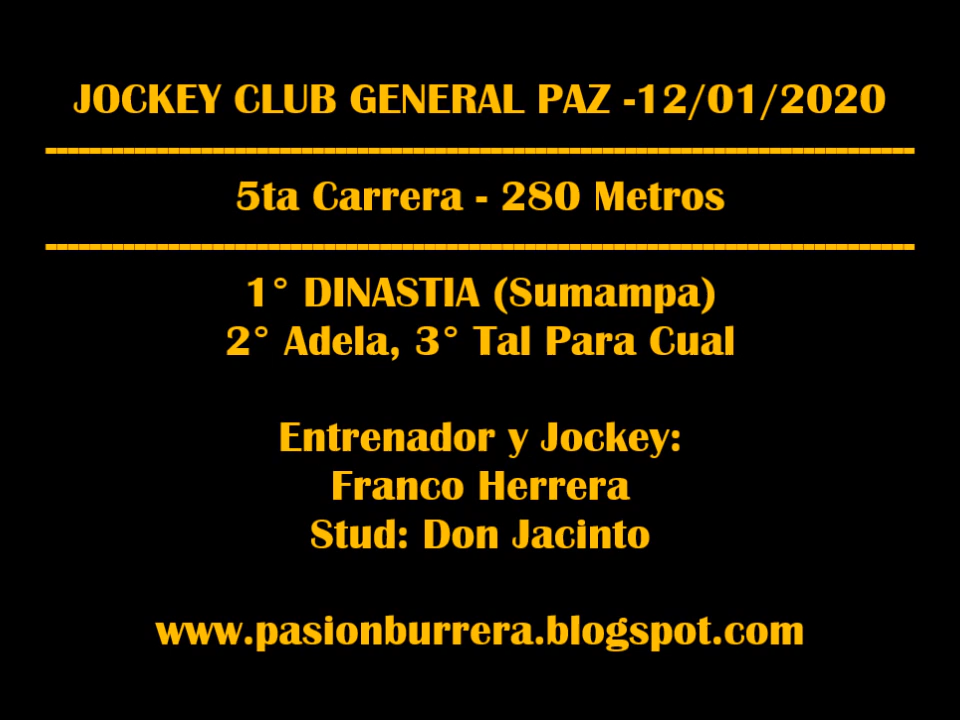 JOCKEY CLUB GENERAL PAZ -12/01/2020
--------------------------------------------------------------------------------
5ta Carrera - 280 Metros
--------------------------------------------------------------------------------
1° DINASTIA (Sumampa)
2° Adela, 3° Tal Para Cual
Entrenador y Jockey:
Franco Herrera
Stud: Don Jacinto
www.pasionburrera.blogspot.com